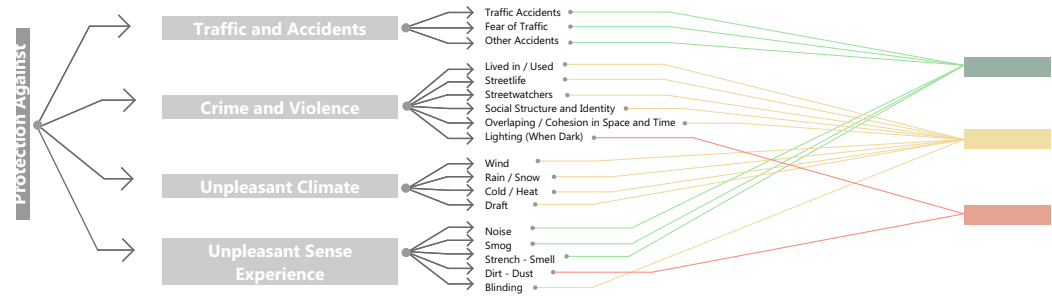 Protection Against
Traffic and Accidents
Traffic Accidents
Fear of Traffic
Other Accidents
Crime and Violence
Lived in / Used
Streetlife
Streetwatchers
Social Structure and Identity
Overlaping / Cohesion in Space and Time
Lighting (When Dark)
Unpleasant Climate
Wind
Rain / Snow
Cold / Heat
Draft
Unpleasant Sense
Experience
Noise
Smog
Strench - Smell
Dirt - Dust
Blinding